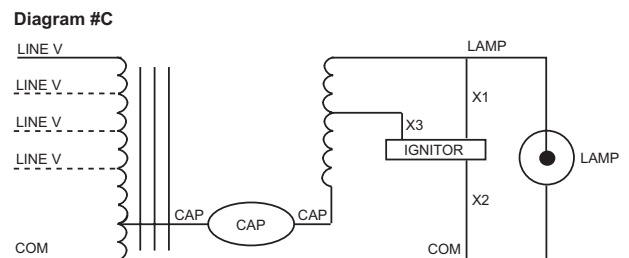 Diagram #C
LINE V
LAMP
LINE V
X1
LINE V
X3
IGNITOR
LINE V
LAMP
X2
CAP
CAP
CAP
COM
COM